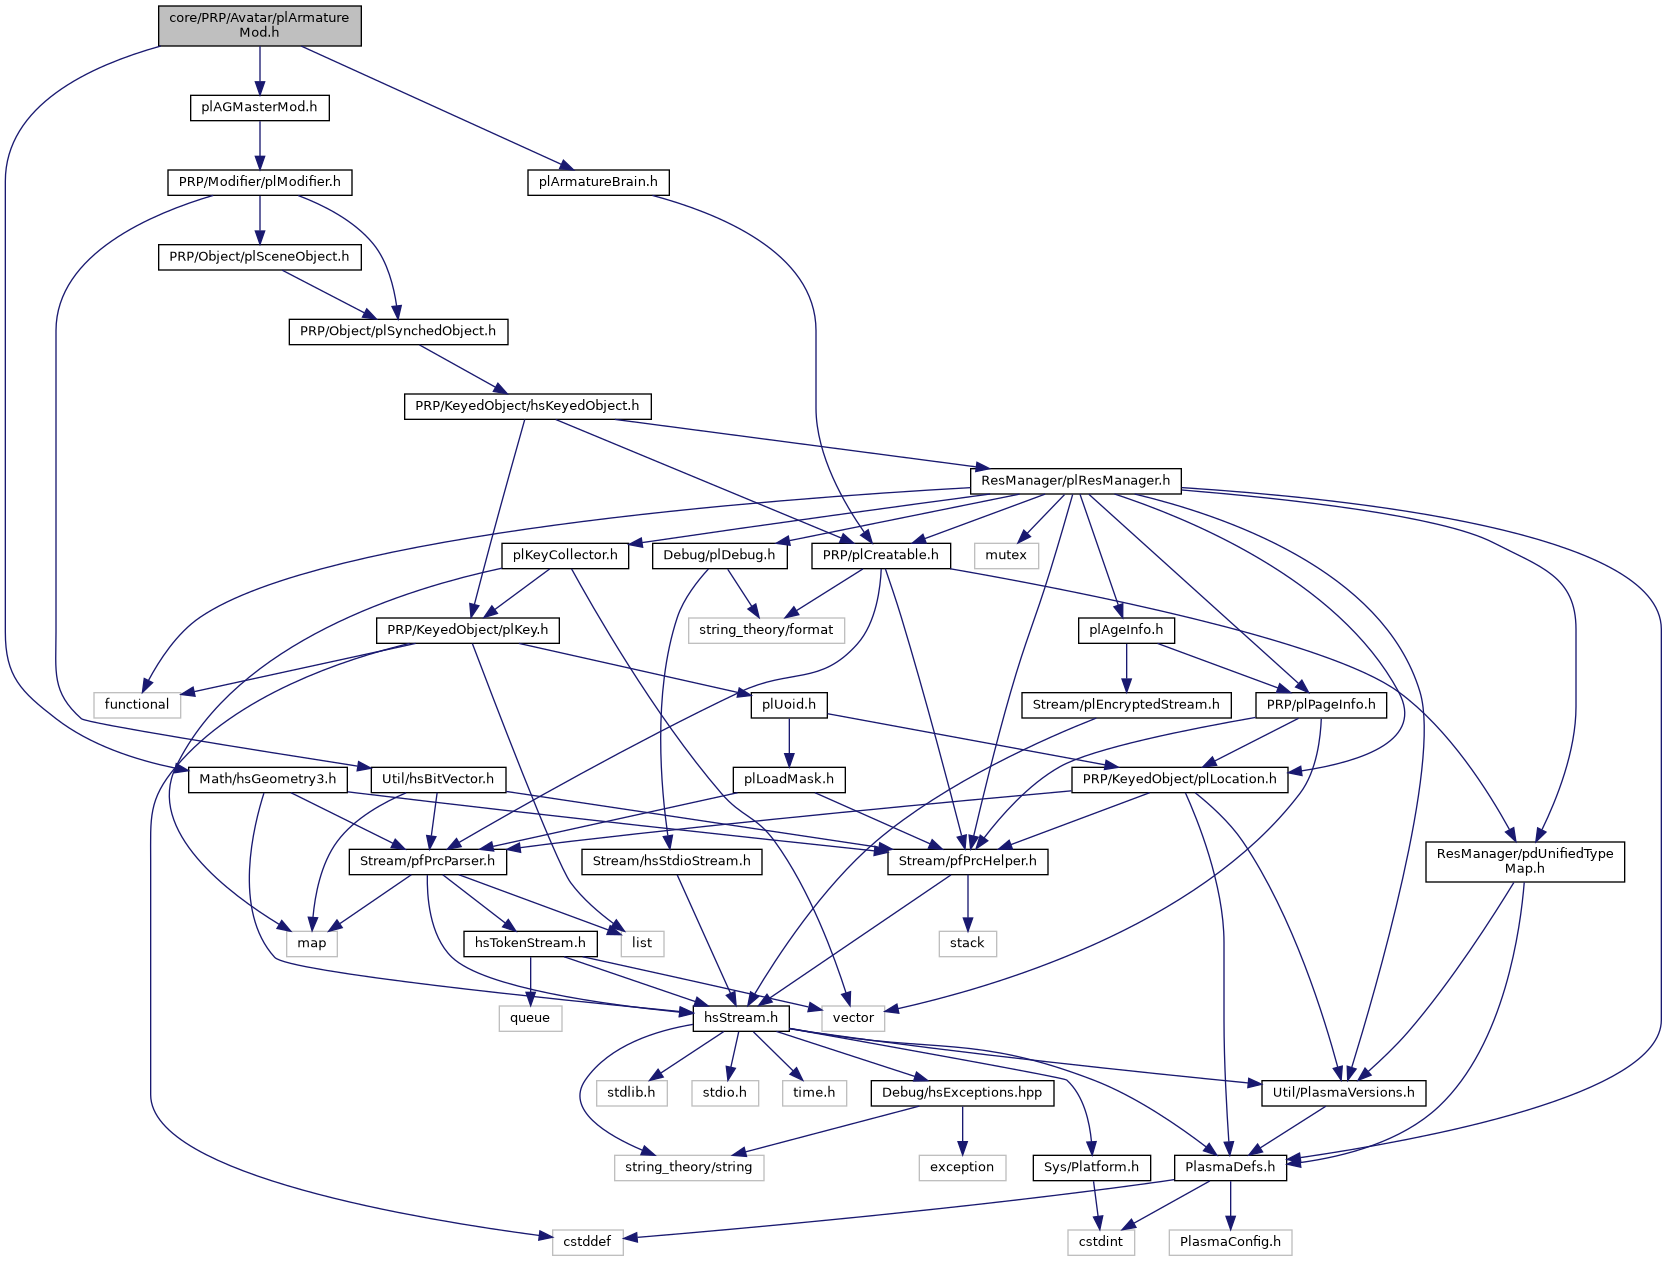 core/PRP/Avatar/plArmature
Mod.h
plAGMasterMod.h
PRP/Modifier/plModifier.h
plArmatureBrain.h
PRP/Object/plSceneObject.h
PRP/Object/plSynchedObject.h
PRP/KeyedObject/hsKeyedObject.h
ResManager/plResManager.h
plKeyCollector.h
Debug/plDebug.h
PRP/plCreatable.h
mutex
PRP/KeyedObject/plKey.h
string_theory/format
plAgeInfo.h
functional
plUoid.h
Stream/plEncryptedStream.h
PRP/plPageInfo.h
Math/hsGeometry3.h
Util/hsBitVector.h
plLoadMask.h
PRP/KeyedObject/plLocation.h
Stream/pfPrcParser.h
Stream/hsStdioStream.h
Stream/pfPrcHelper.h
ResManager/pdUnifiedType
Map.h
map
hsTokenStream.h
list
stack
queue
hsStream.h
vector
stdlib.h
stdio.h
time.h
Debug/hsExceptions.hpp
Util/PlasmaVersions.h
string_theory/string
exception
Sys/Platform.h
PlasmaDefs.h
cstddef
cstdint
PlasmaConfig.h